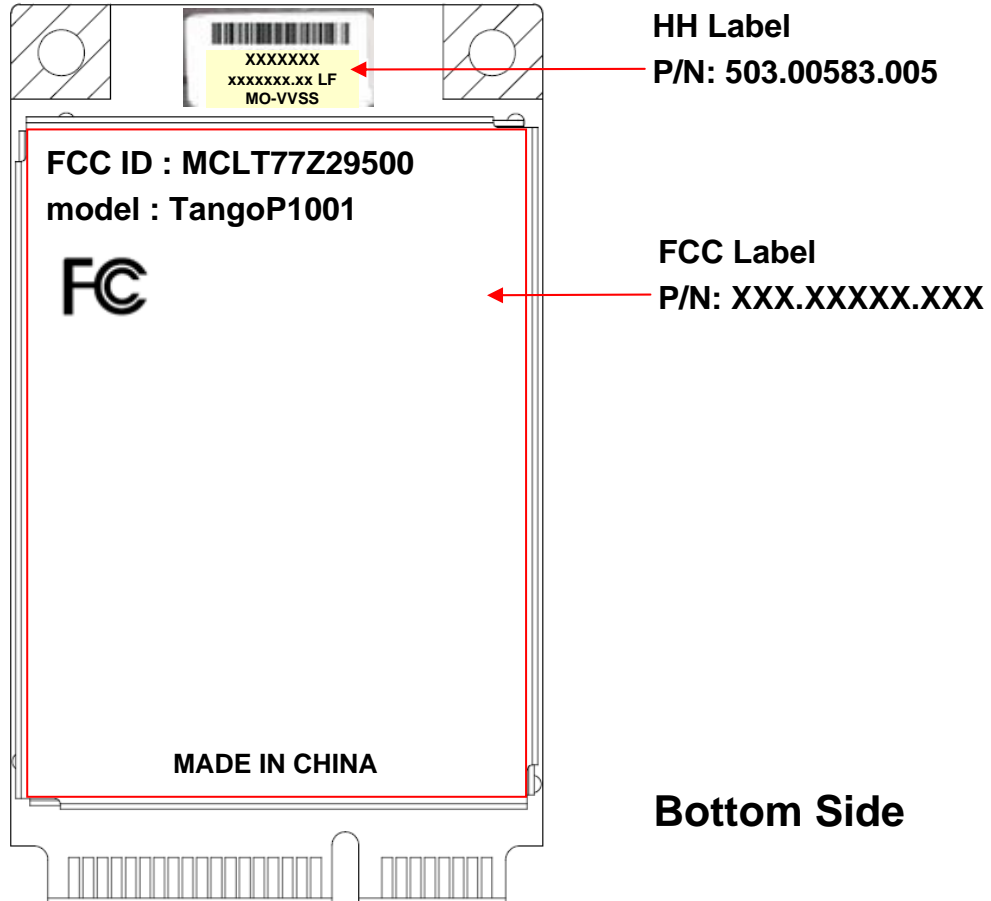 XXXXXXX
xxxxxxx.xx LF
MO-VVSS
HH Label
P/N: 503.00583.005
FCC ID : MCLT77Z29500
model : TangoP1001
FC
FCC Label
P/N: XXX.XXXXX.XXX
MADE IN CHINA
Bottom Side